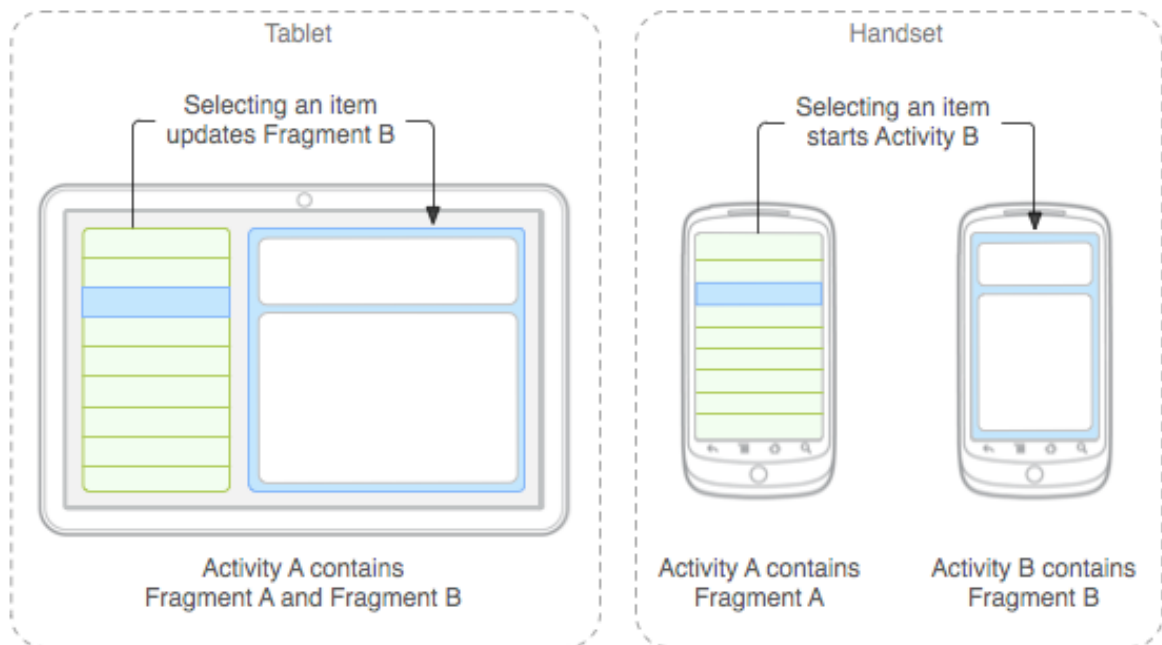 Tablet
Selecting an item
updates Fragment B
Activity A contains
Fragment A and Fragment B
Handset
Selecting an item
starts Activity B
Activity A contains
Fragment A
Activity B contains
Fragment B